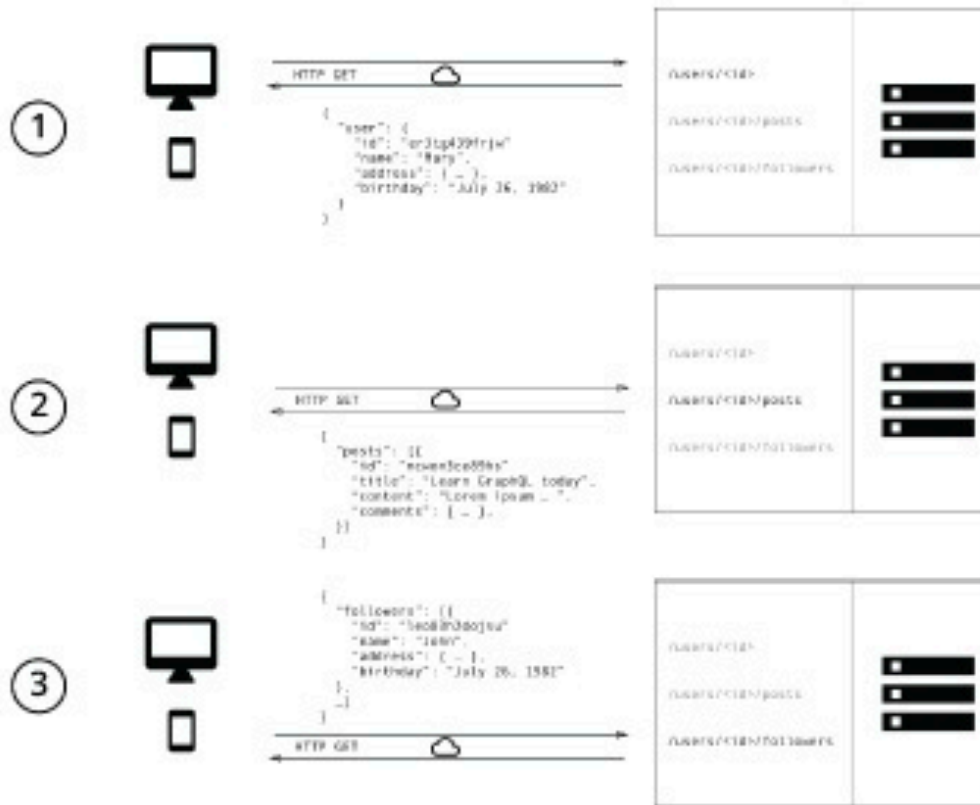 1
HTTP GET
{
"user": {
"id": "er3tg439frjw"
"name": "Mary",
"address": { … },
"birthday": "July 26, 1982"
}
}
/users/<id>
/users/<id>/posts
/users/<id>/followers
2
HTTP GET
{
"posts": [{
"id":
"title": "Learn GraphQL today",
"content": "Lorem ipsum … ",
"comments": [ … ],
}]
}
/users/<id>
/users/<id>/posts
/users/<id>/followers
3
{
"followers": [{
"id":
"name": "John",
"address": { … },
"birthday": "July 26, 1982"
},
…]
}
HTTP GET
/users/<id>
/users/<id>/posts
/users/<id>/followers